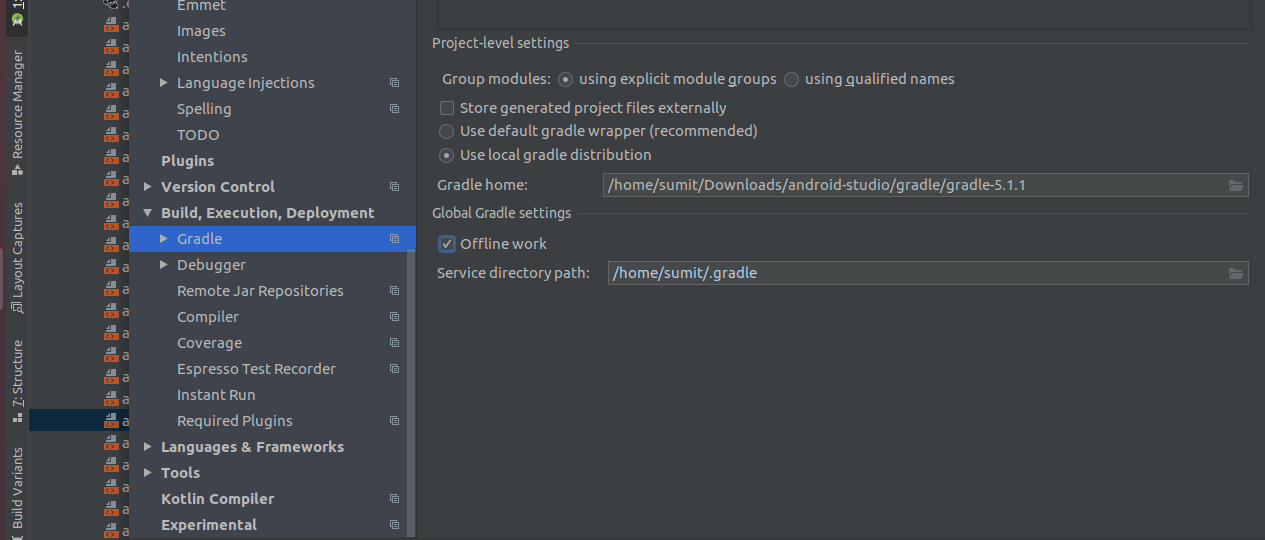 Emmet
Images
Intentions
Language Injections
Spelling
TODO
Plugins
Version Control
Build, Execution, Deployment
Gradle
Debugger
Remote Jar Repositories
Compiler
Coverage
Espresso Test Recorder
Instant Run
Required Plugins
Languages & Frameworks
Tools
Kotlin Compiler
Experimental
Project-level settings
Group modules: using explicit module groups using qualified names
Store generated project files externally
Use default gradle wrapper (recommended)
Use local gradle distribution
Gradle home: /home/sumit/Downloads/android-studio/gradle/gradle-5.1.1
Global Gradle settings
Offline work
Service directory path: /home/sumit/.gradle
Resource Manager
Layout Captures
7: Structure
Build Variants